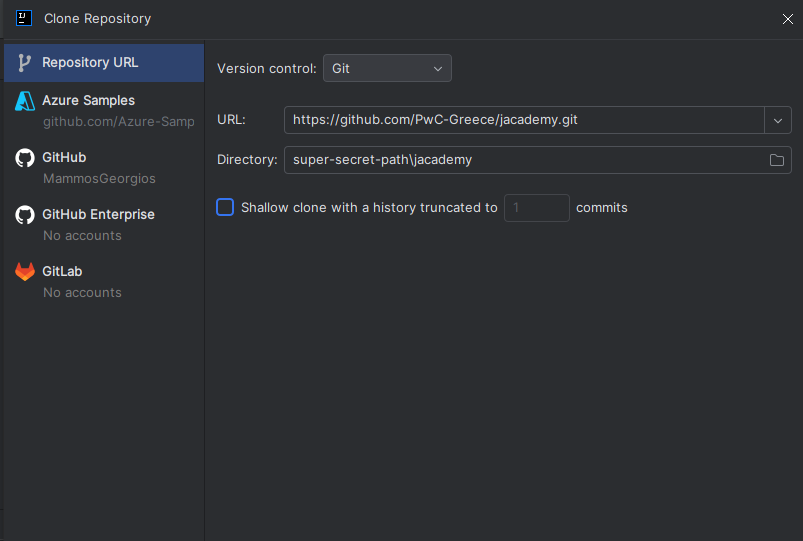 Clone Repository
Repository URL
Azure Samples
github.com/Azure-Samp
GitHub
MammosGeorgios
GitHub Enterprise
No accounts
GitLab
No accounts
Version control: Git
URL: https://github.com/PwC-Greece/jacademy.git
Directory: super-secret-path\jacademy
Shallow clone with a history truncated to 1 commits